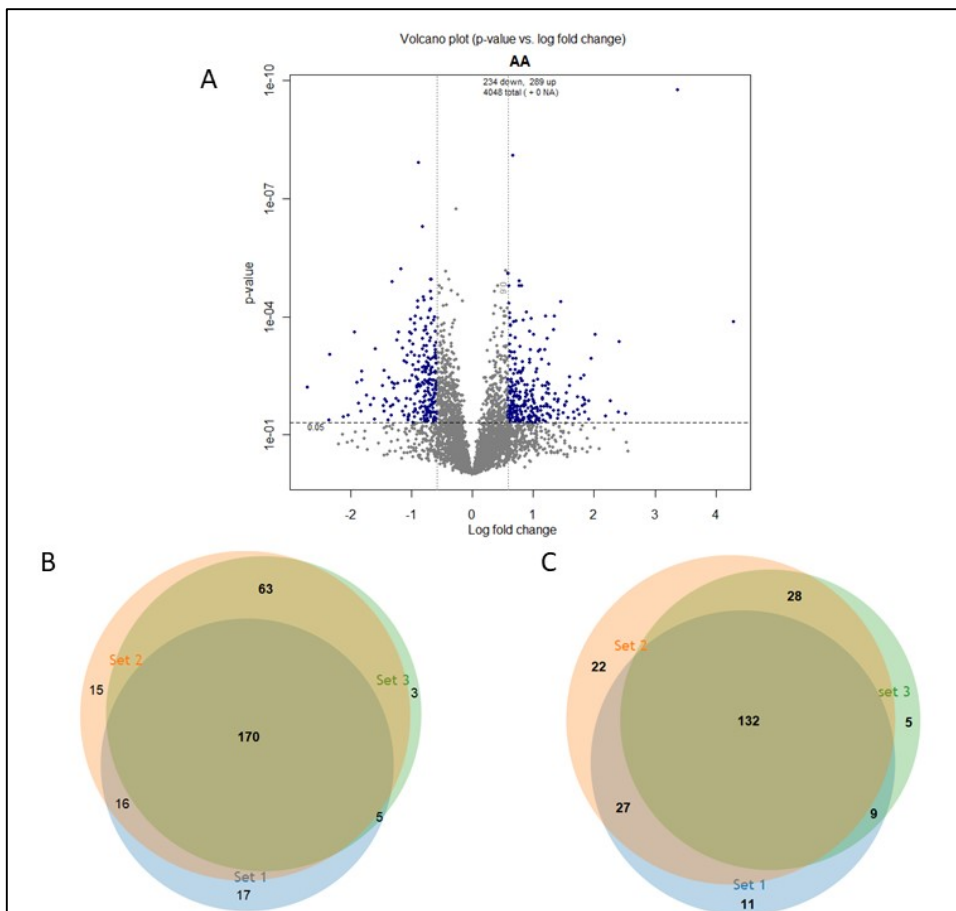 Volcano plot (p-value vs. log fold change)
AA
A
234 down, 289 up
4048 total ( + 0 NA)
1e-10
1e-07
1e-04
1e-01
p-value
0.05
-2 -1 0 1 2 3 4
Log fold change
B
63
Set 2
Set 3
15
3
170
16
5
Set 1
17
C
28
Set 2
22
set 3
132
5
27
9
Set 1
11